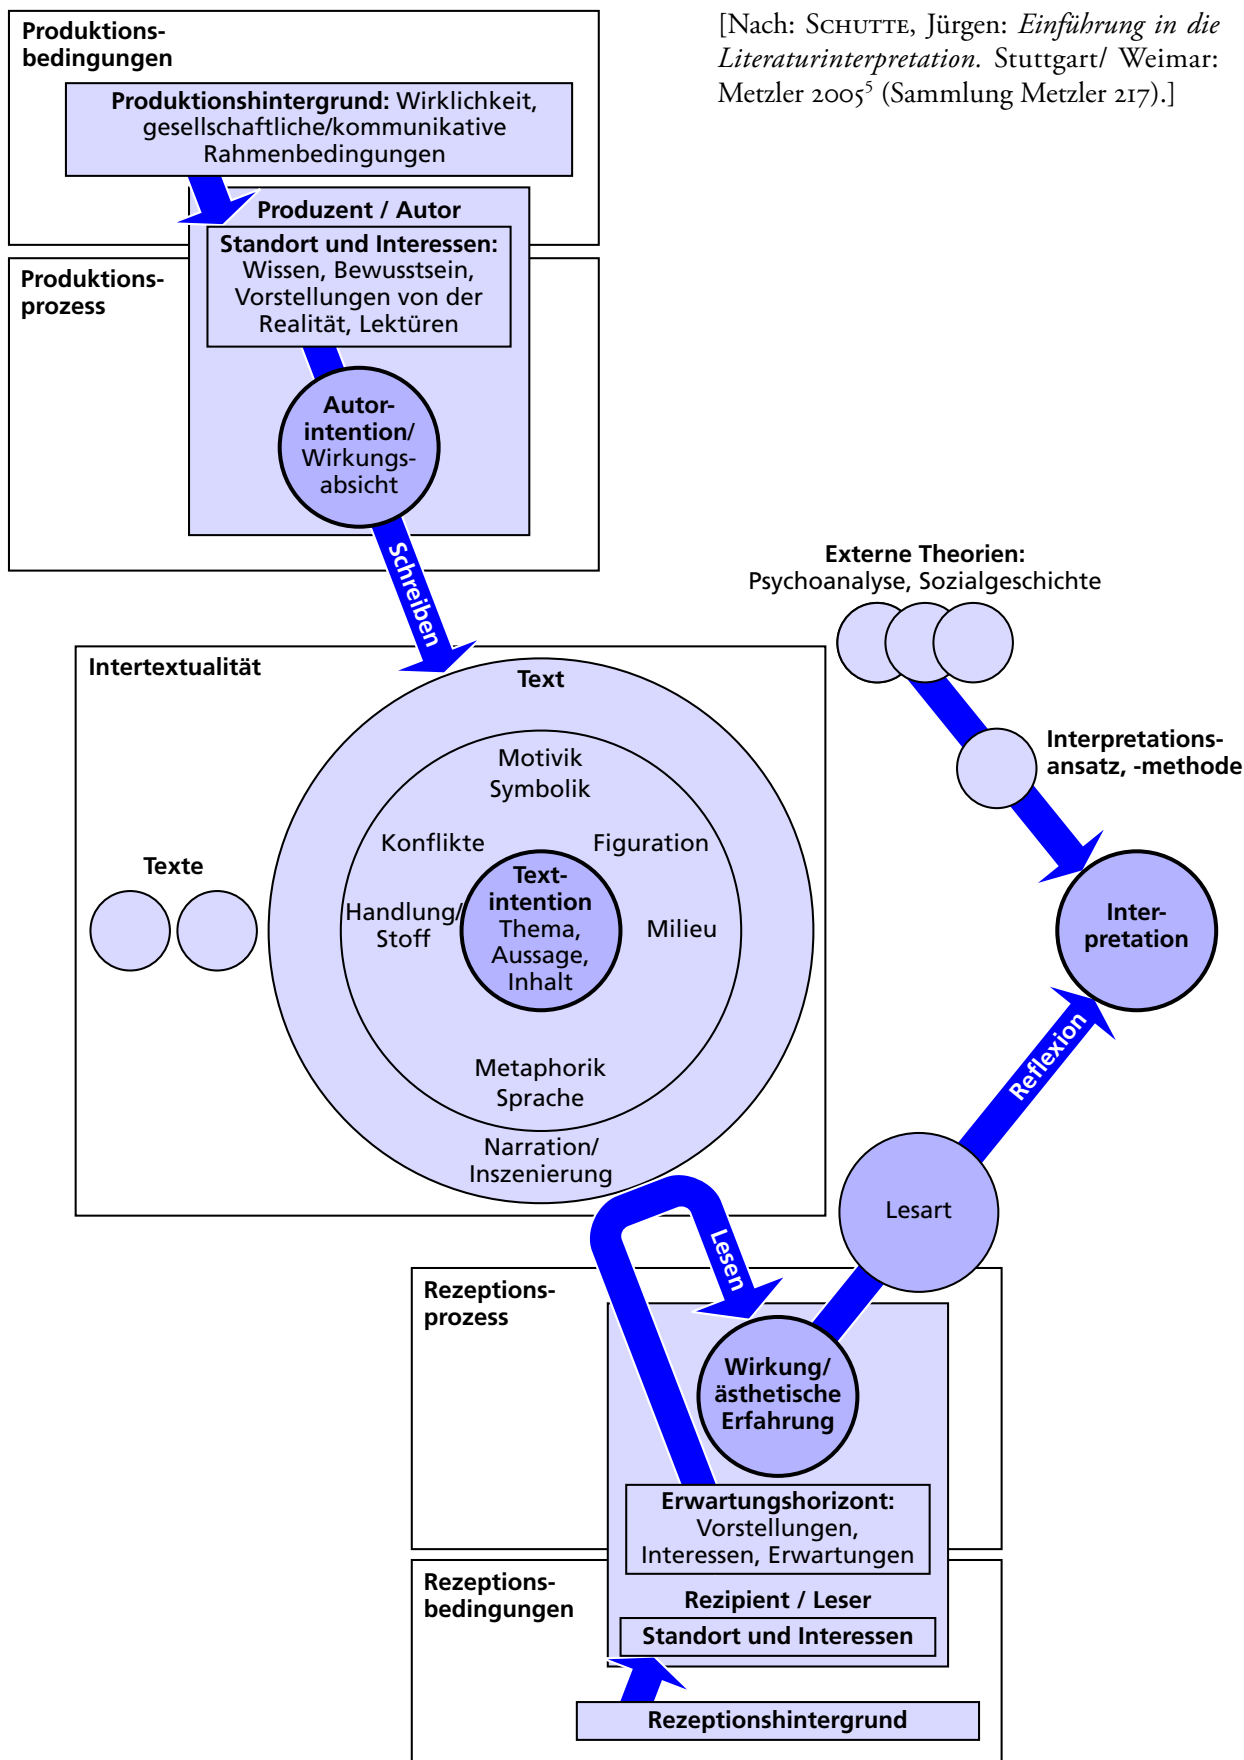 Produktions-
bedingungen
[Nach: SCHUTTE, Jürgen: Einführung in die
Literaturinterpretation. Stuttgart/ Weimar:
Metzler 2005⁵ (Sammlung Metzler 217).]
Produktionshintergrund: Wirklichkeit,
gesellschaftliche/kommunikative
Rahmenbedingungen
Produzent / Autor
Standort und Interessen:
Wissen, Bewusstsein,
Vorstellungen von der
Realität, Lektüren
Produktions-
prozess
Autor-
intention/
Wirkungs-
absicht
Schreiben
Externe Theorien:
Psychoanalyse, Sozialgeschichte
Interpretations-
ansatz, -methode
Inter-
pretation
Intertextualität
Text
Motivik
Symbolik
Konflikte
Figuration
Texte
Text-
intention
Thema,
Aussage,
Inhalt
Handlung/
Stoff
Milieu
Metaphorik
Sprache
Narration/
Inszenierung
Reflexion
Lesart
Lesen
Rezeptions-
prozess
Wirkung/
ästhetische
Erfahrung
Erwartungshorizont:
Vorstellungen,
Interessen, Erwartungen
Rezeptions-
bedingungen
Rezipient / Leser
Standort und Interessen
Rezeptionshintergrund